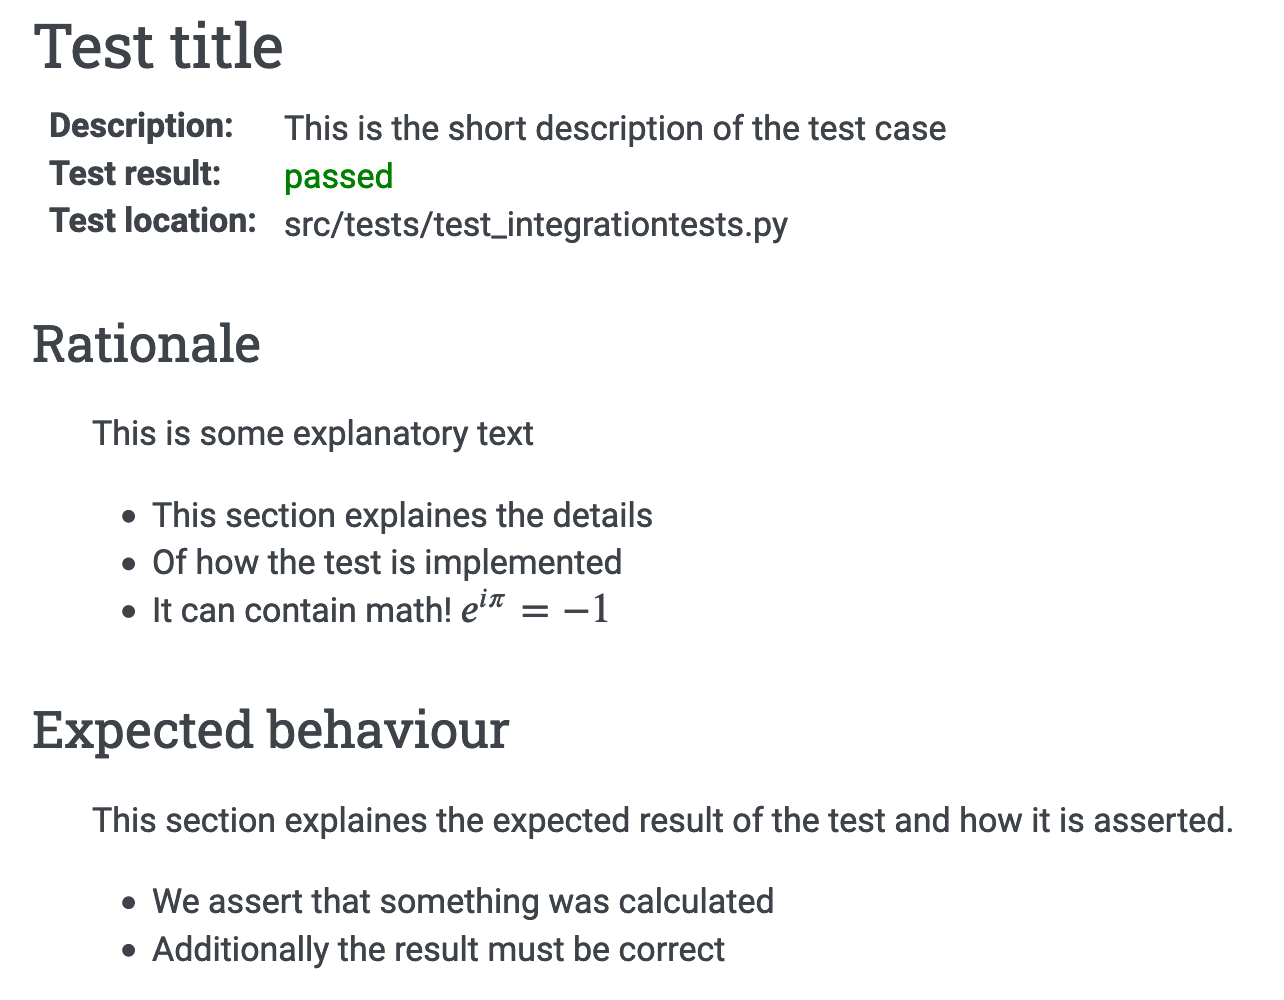 Test title
Description: This is the short description of the test case
Test result: passed
Test location: src/tests/test_integrationtests.py
Rationale
This is some explanatory text
• This section explaines the details
• Of how the test is implemented
• It can contain math! e^{iπ} = −1
Expected behaviour
This section explaines the expected result of the test and how it is asserted.
• We assert that something was calculated
• Additionally the result must be correct